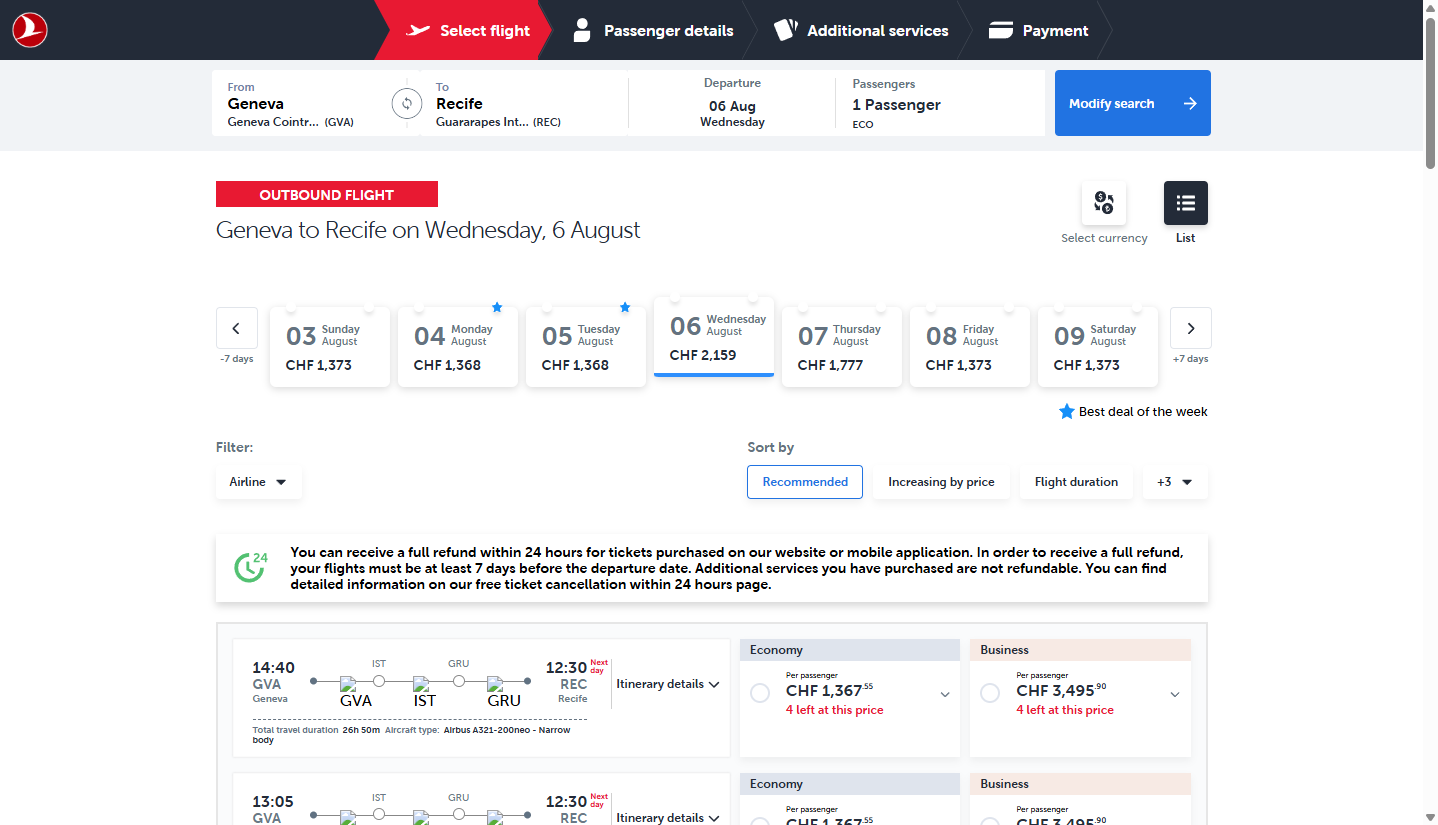 Select flight
Passenger details
Additional services
Payment
From
Geneva
Geneva Cointr... (GVA)
To
Recife
Guararapes Int... (REC)
Departure
06 Aug
Wednesday
Passengers
1 Passenger
ECO
Modify search
OUTBOUND FLIGHT
Geneva to Recife on Wednesday, 6 August
Select currency
List
-7 days
03 Sunday August
CHF 1,373
04 Monday August
CHF 1,368
05 Tuesday August
CHF 1,368
06 Wednesday August
CHF 2,159
07 Thursday August
CHF 1,777
08 Friday August
CHF 1,373
09 Saturday August
CHF 1,373
+7 days
Best deal of the week
Filter:
Airline
Sort by
Recommended
Increasing by price
Flight duration
+3
24
You can receive a full refund within 24 hours for tickets purchased on our website or mobile application. In order to receive a full refund,
your flights must be at least 7 days before the departure date. Additional services you have purchased are not refundable. You can find
detailed information on our free ticket cancellation within 24 hours page.
14:40
GVA
Geneva
IST
GRU
GVA
IST
GRU
12:30 Next day
REC
Recife
Itinerary details
Total travel duration 26h 50m Aircraft type: Airbus A321-200neo - Narrow
body
Economy
Per passenger
CHF 1,367.55
4 left at this price
Business
Per passenger
CHF 3,495.90
4 left at this price
13:05
GVA
IST
GRU
12:30 Next day
REC
Itinerary details
Economy
Per passenger
CHF 1,367.55
Business
Per passenger
CHF 3,495.90